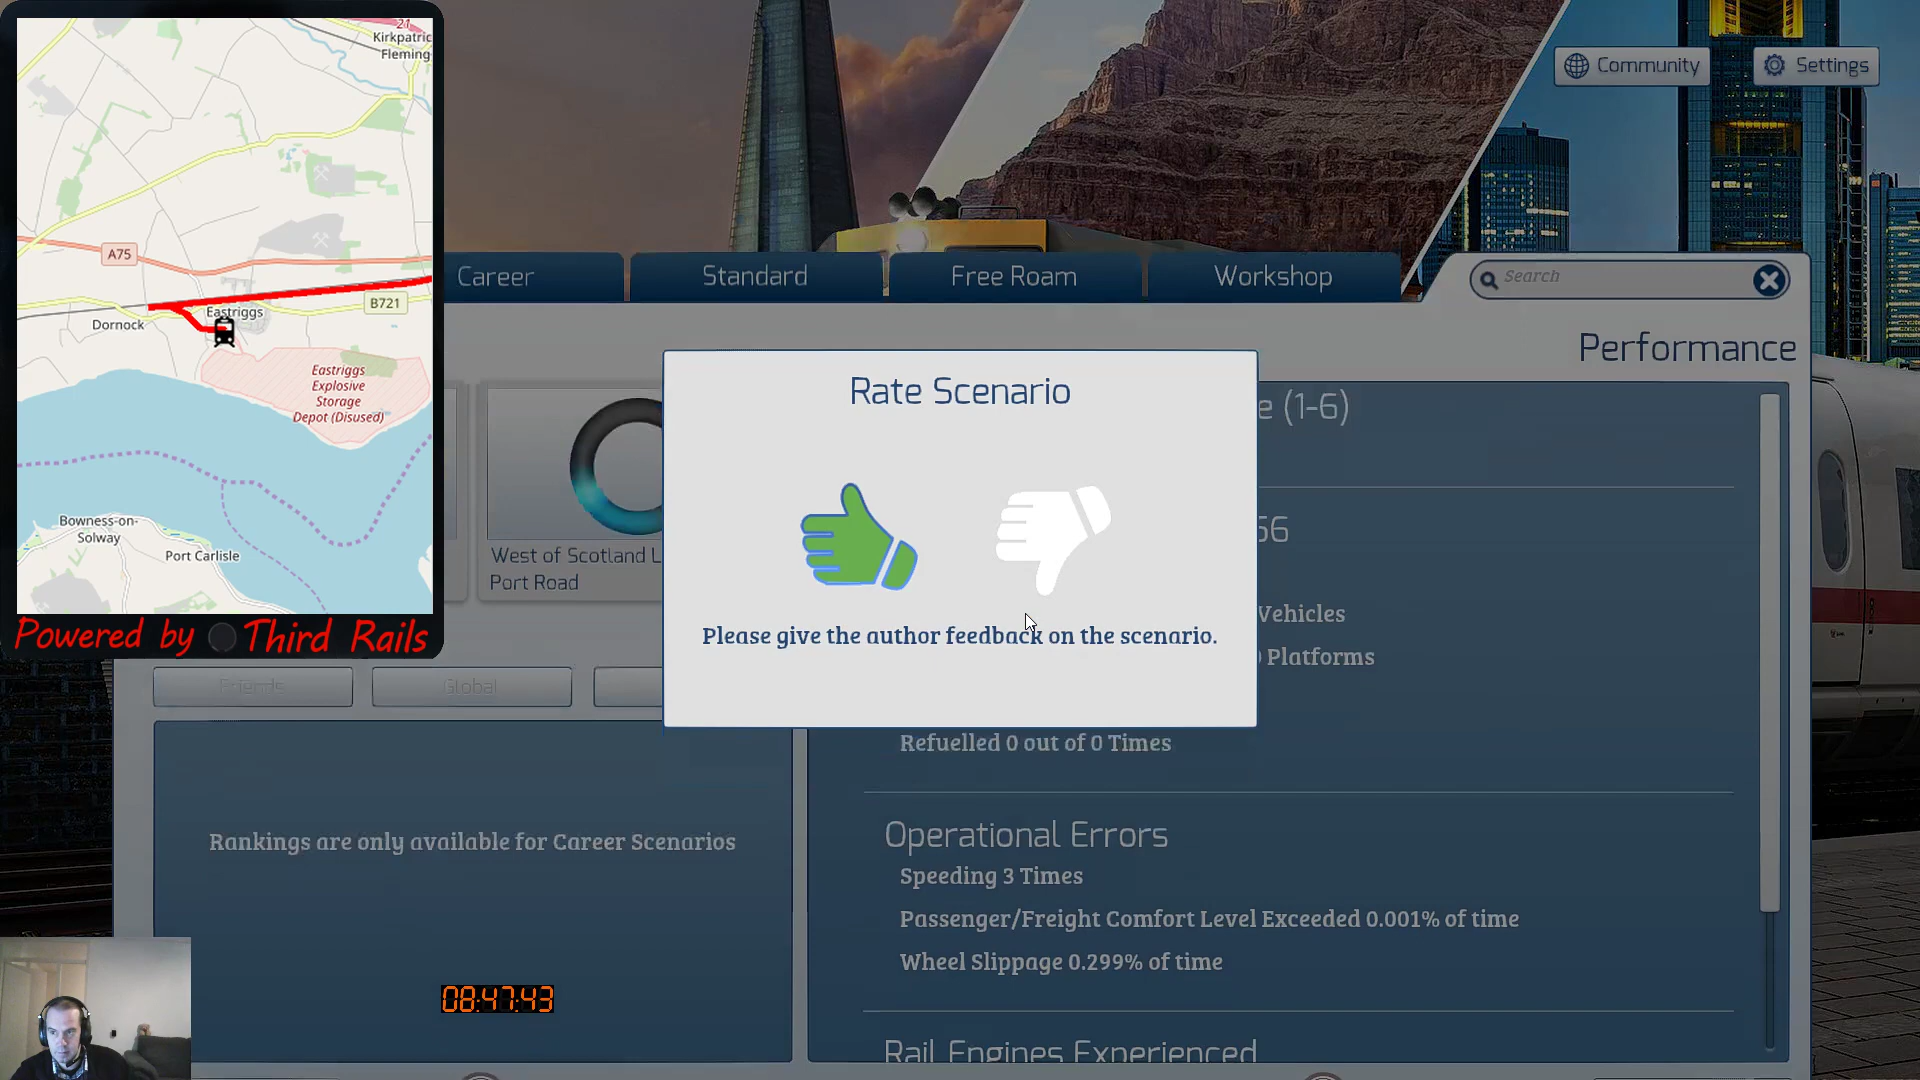 21
Kirkpatric
Fleming
A75
B721
Eastriggs
Dornock
Eastriggs
Explosive
Storage
Depot (Disused)
Bowness-on-
Solway
Port Carlisle
Powered by Third Rails
Community
Settings
Career
Standard
Free Roam
Workshop
Search
Performance
Rate Scenario
Please give the author feedback on the scenario.
West of Scotland L
Port Road
e (1-6)
56
Vehicles
Platforms
Friends
Global
Rankings are only available for Career Scenarios
08:47:43
Refuelled 0 out of 0 Times
Operational Errors
Speeding 3 Times
Passenger/Freight Comfort Level Exceeded 0.001% of time
Wheel Slippage 0.299% of time
Rail Engines Experienced